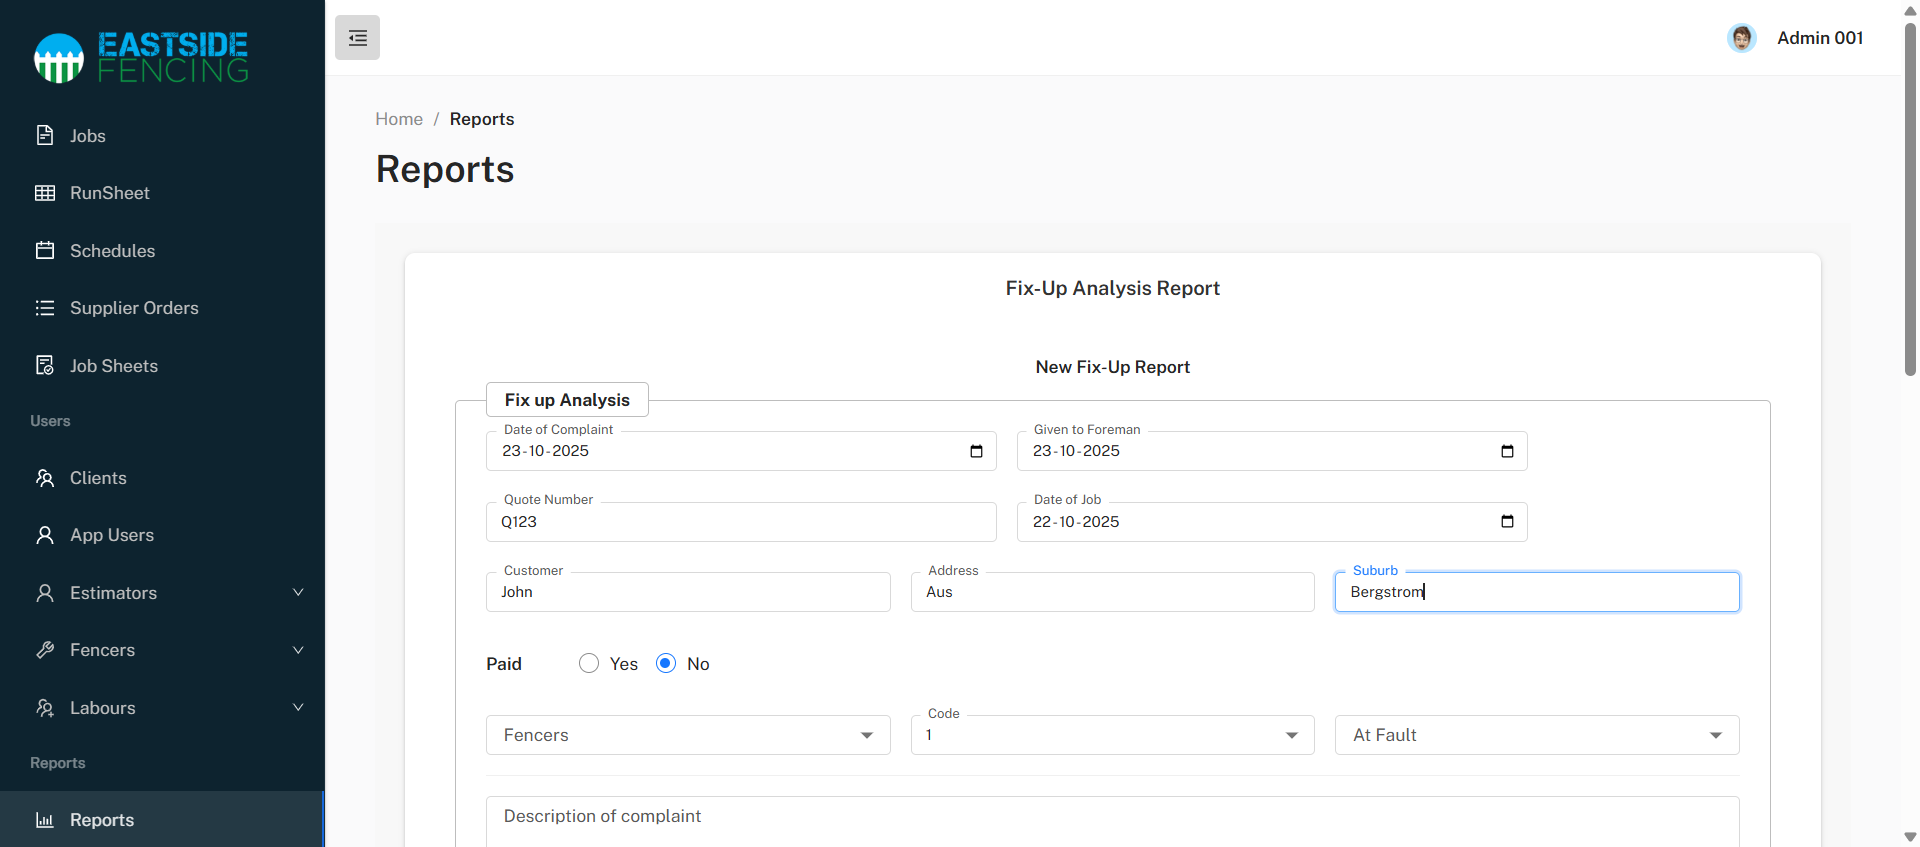 EASTSIDE
FENCING
Admin 001
Jobs
RunSheet
Schedules
Supplier Orders
Job Sheets
Users
Clients
App Users
Estimators
Fencers
Labours
Reports
Reports
Home / Reports
Reports
Fix-Up Analysis Report
New Fix-Up Report
Fix up Analysis
Date of Complaint
23-10-2025
Given to Foreman
23-10-2025
Quote Number
Q123
Date of Job
22-10-2025
Customer
John
Address
Aus
Suburb
Bergstrom
Paid Yes No
Fencers
Code
1
At Fault
Description of complaint